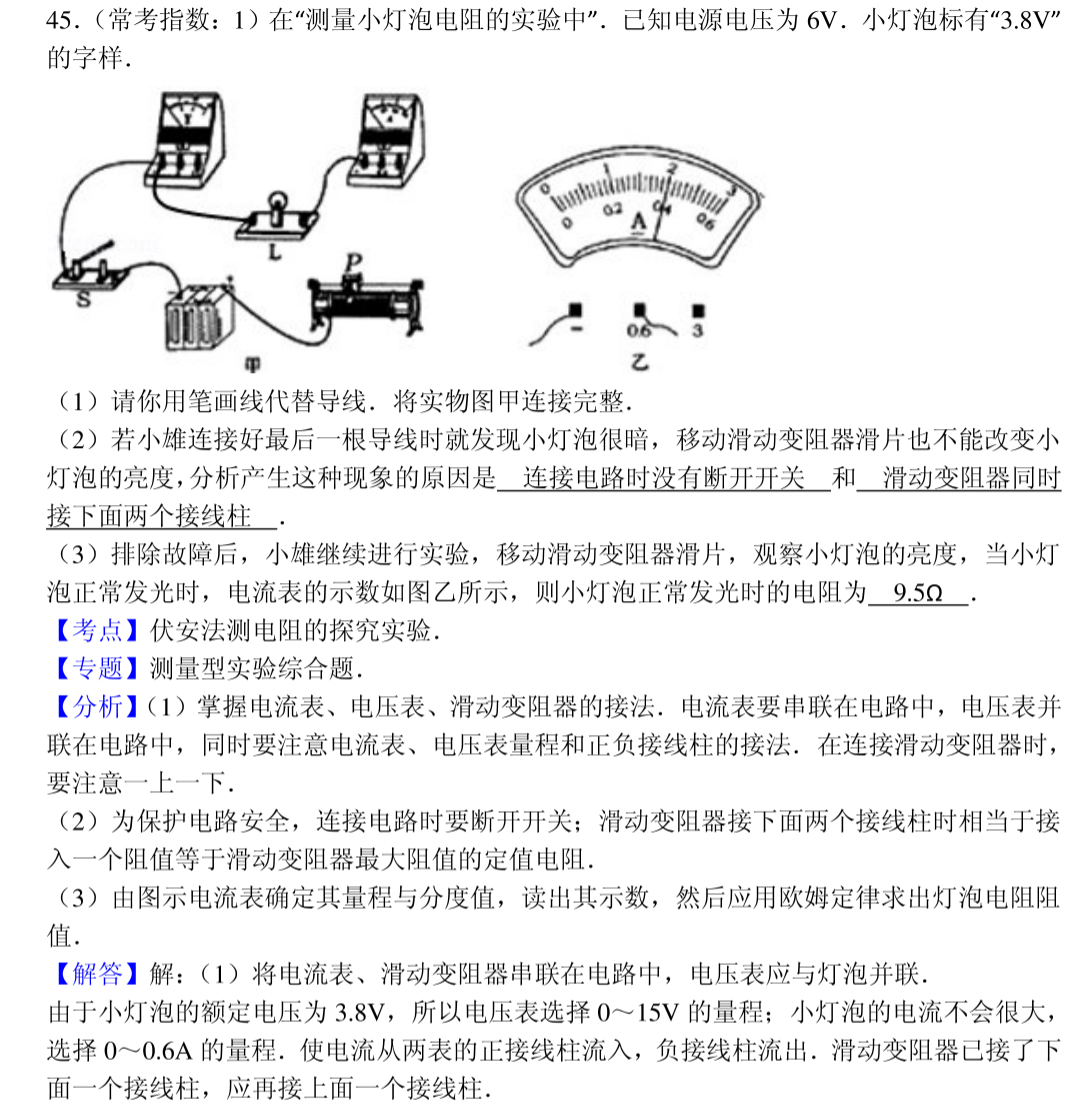 45．（常考指数：1）在“测量小灯泡电阻的实验中”．已知电源电压为 6V．小灯泡标有“3.8V”
的字样．
V
A
L
P
S
甲
0
1
2
3
0
0.2
0.4
0.6
A
－
0.6
3
乙
（1）请你用笔画线代替导线．将实物图甲连接完整．
（2）若小雄连接好最后一根导线时就发现小灯泡很暗，移动滑动变阻器滑片也不能改变小
灯泡的亮度，分析产生这种现象的原因是 连接电路时没有断开开关 和 滑动变阻器同时
接下面两个接线柱 ．
（3）排除故障后，小雄继续进行实验，移动滑动变阻器滑片，观察小灯泡的亮度，当小灯
泡正常发光时，电流表的示数如图乙所示，则小灯泡正常发光时的电阻为 9.5Ω ．
【考点】伏安法测电阻的探究实验．
【专题】测量型实验综合题．
【分析】（1）掌握电流表、电压表、滑动变阻器的接法．电流表要串联在电路中，电压表并
联在电路中，同时要注意电流表、电压表量程和正负接线柱的接法．在连接滑动变阻器时，
要注意一上一下．
（2）为保护电路安全，连接电路时要断开开关；滑动变阻器接下面两个接线柱时相当于接
入一个阻值等于滑动变阻器最大阻值的定值电阻．
（3）由图示电流表确定其量程与分度值，读出其示数，然后应用欧姆定律求出灯泡电阻阻
值．
【解答】解：（1）将电流表、滑动变阻器串联在电路中，电压表应与灯泡并联．
由于小灯泡的额定电压为 3.8V，所以电压表选择 0～15V 的量程；小灯泡的电流不会很大，
选择 0～0.6A 的量程．使电流从两表的正接线柱流入，负接线柱流出．滑动变阻器已接了下
面一个接线柱，应再接上面一个接线柱．